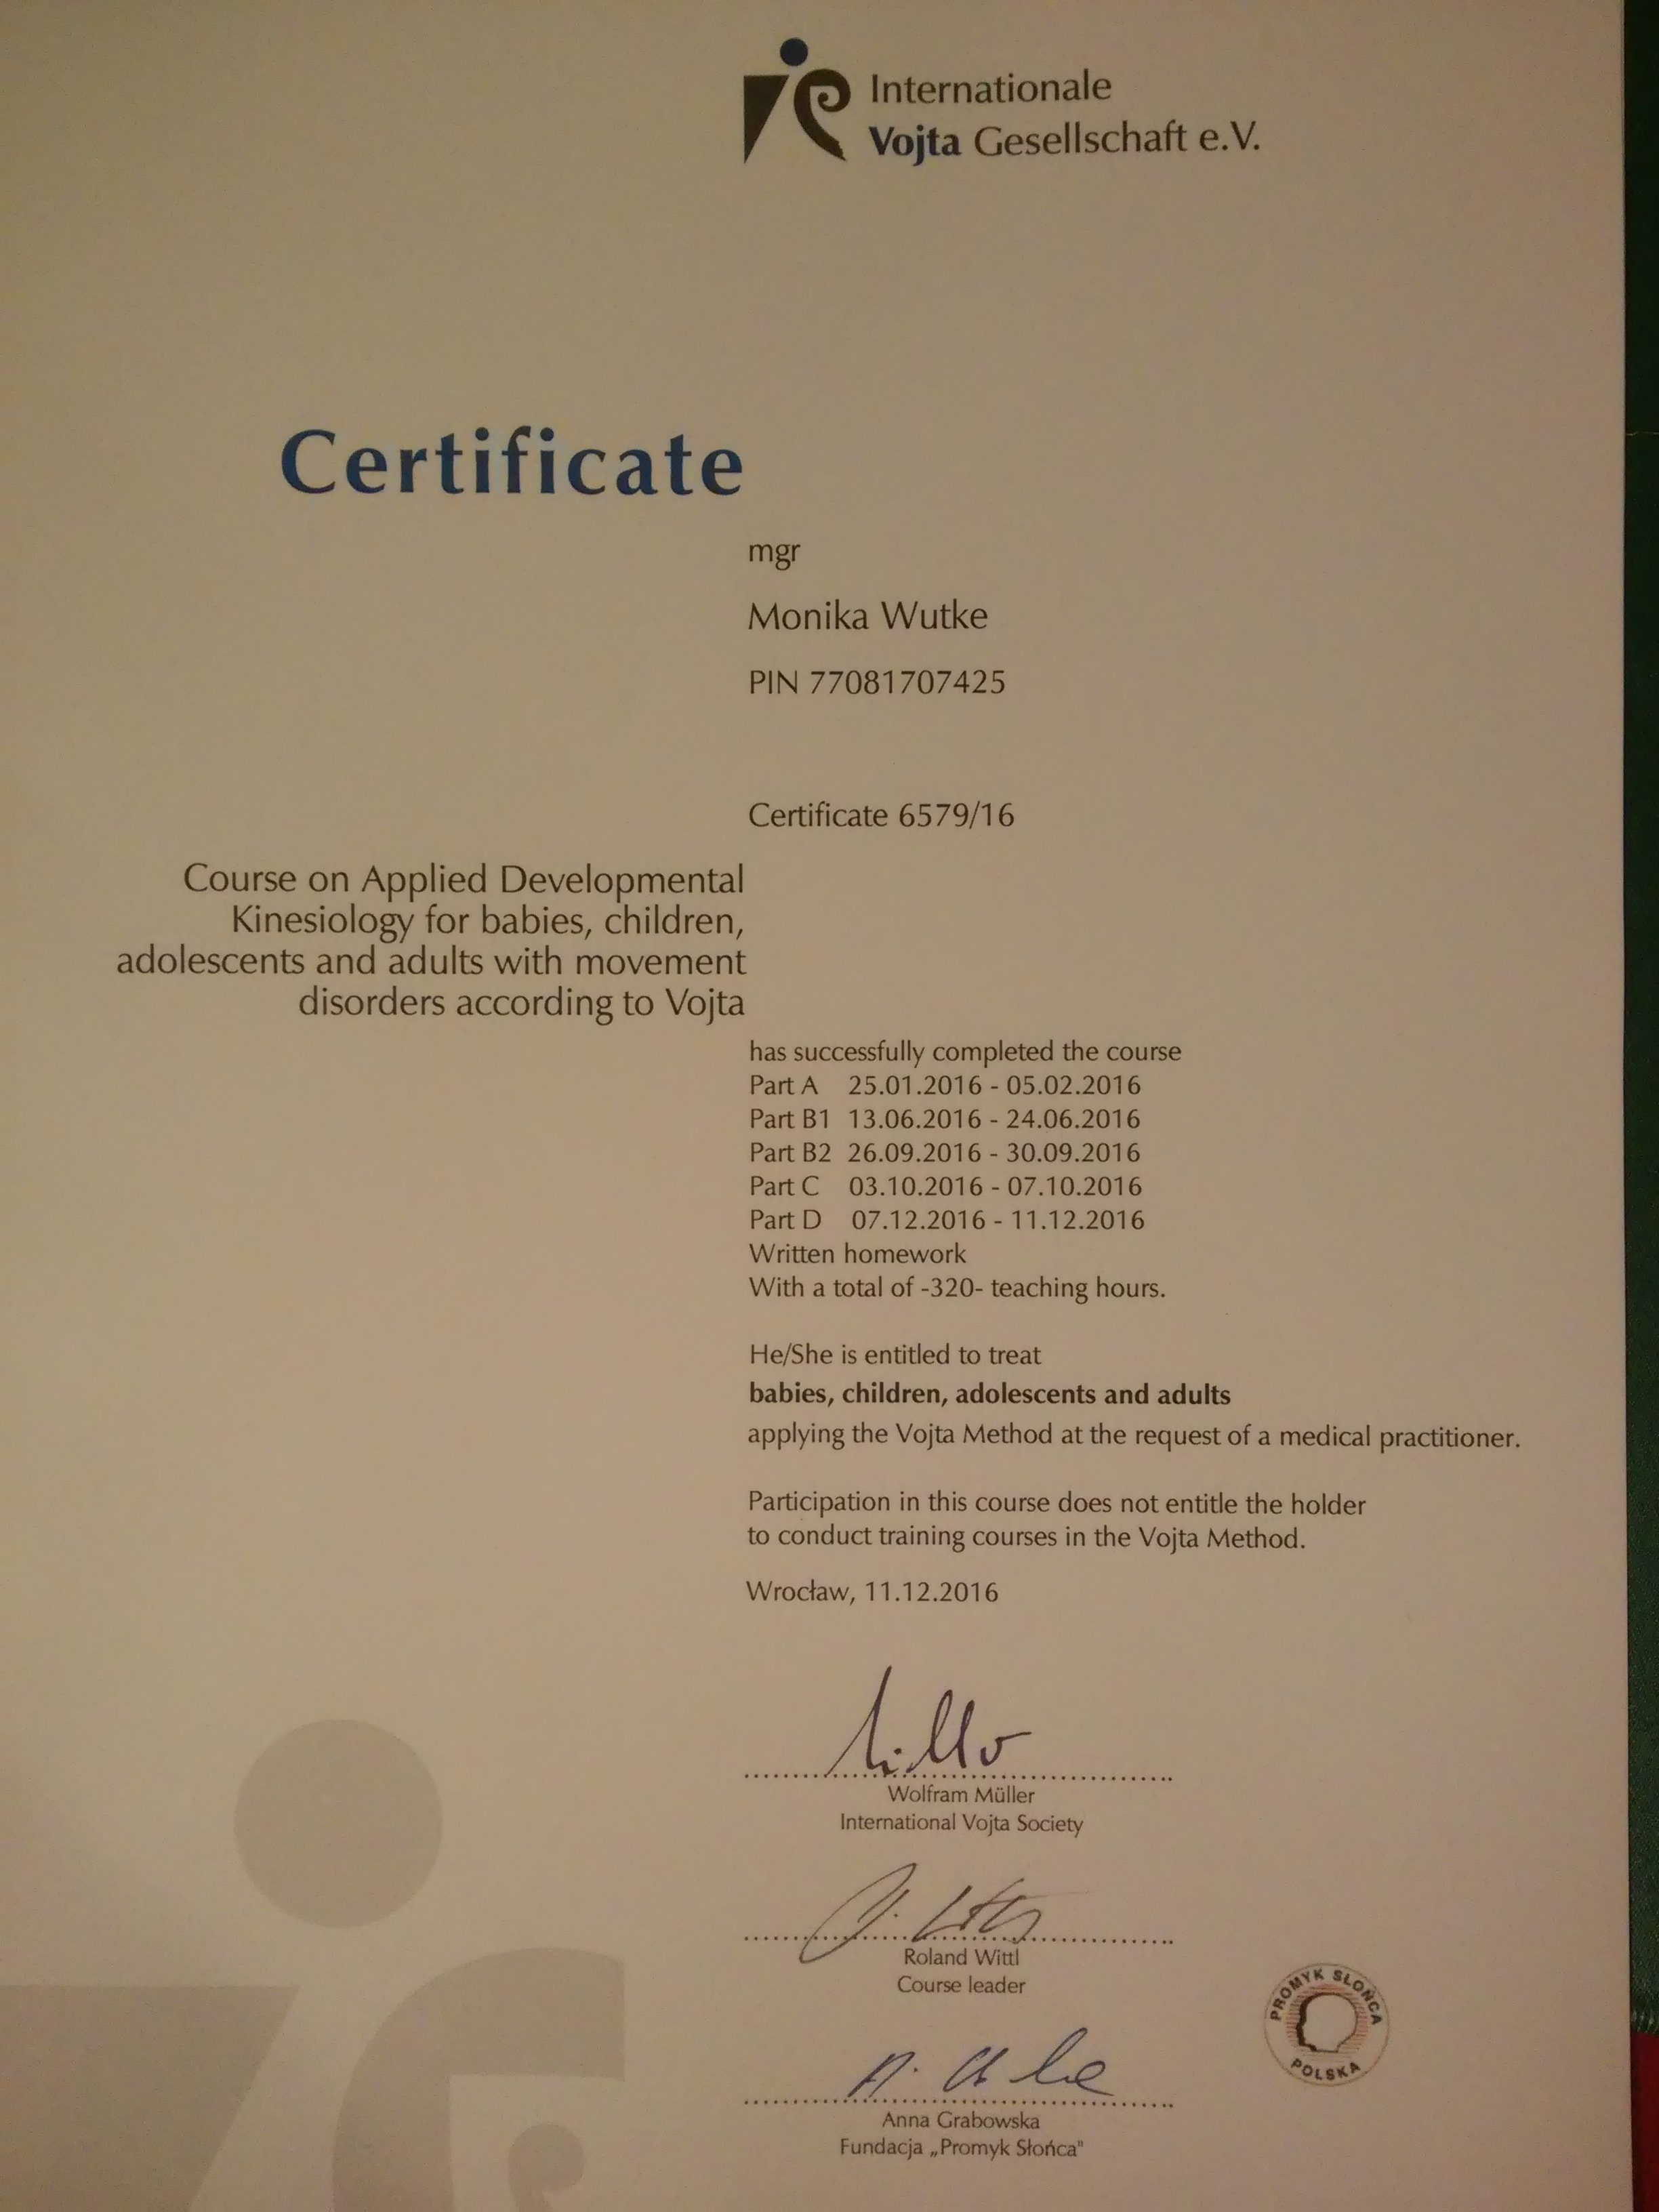 Internationale
Vojta Gesellschaft e.V.
Certificate
mgr
Monika Wutke
PIN 77081707425
Certificate 6579/16
Course on Applied Developmental
Kinesiology for babies, children,
adolescents and adults with movement
disorders according to Vojta
has successfully completed the course
Part A 25.01.2016 - 05.02.2016
Part B1 13.06.2016 - 24.06.2016
Part B2 26.09.2016 - 30.09.2016
Part C 03.10.2016 - 07.10.2016
Part D 07.12.2016 - 11.12.2016
Written homework
With a total of -320- teaching hours.
He/She is entitled to treat
babies, children, adolescents and adults
applying the Vojta Method at the request of a medical practitioner.
Participation in this course does not entitle the holder
to conduct training courses in the Vojta Method.
Wrocław, 11.12.2016
Wolfram Müller
International Vojta Society
Roland Wittl
Course leader
PROMYK SŁOŃCA
POLSKA
Anna Grabowska
Fundacja „Promyk Słońca"